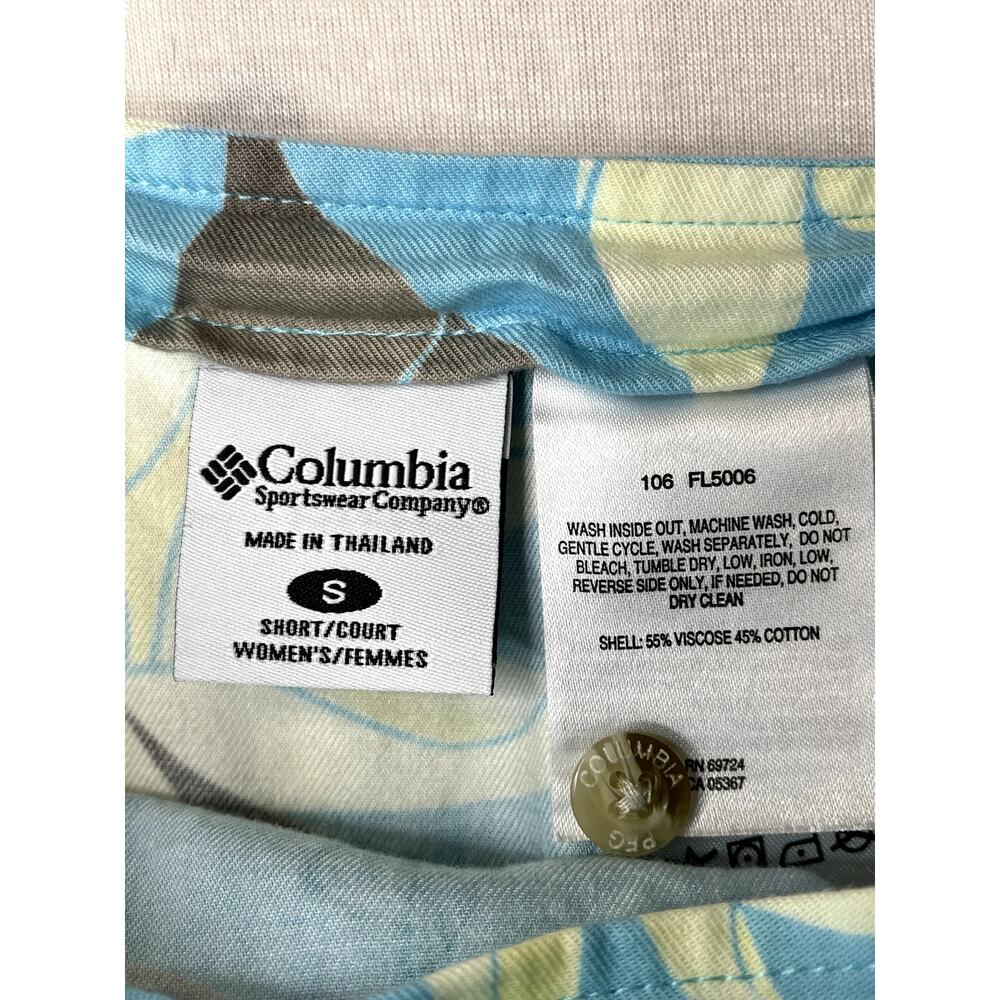 Columbia
Sportswear Company®
MADE IN THAILAND
S
SHORT/COURT
WOMEN'S/FEMMES
106 FL5006
WASH INSIDE OUT, MACHINE WASH, COLD,
GENTLE CYCLE, WASH SEPARATELY, DO NOT
BLEACH, TUMBLE DRY, LOW, IRON, LOW,
REVERSE SIDE ONLY, IF NEEDED, DO NOT
DRY CLEAN
SHELL: 55% VISCOSE 45% COTTON
RN 69724
CA 05367
COLUMBIA
PFG